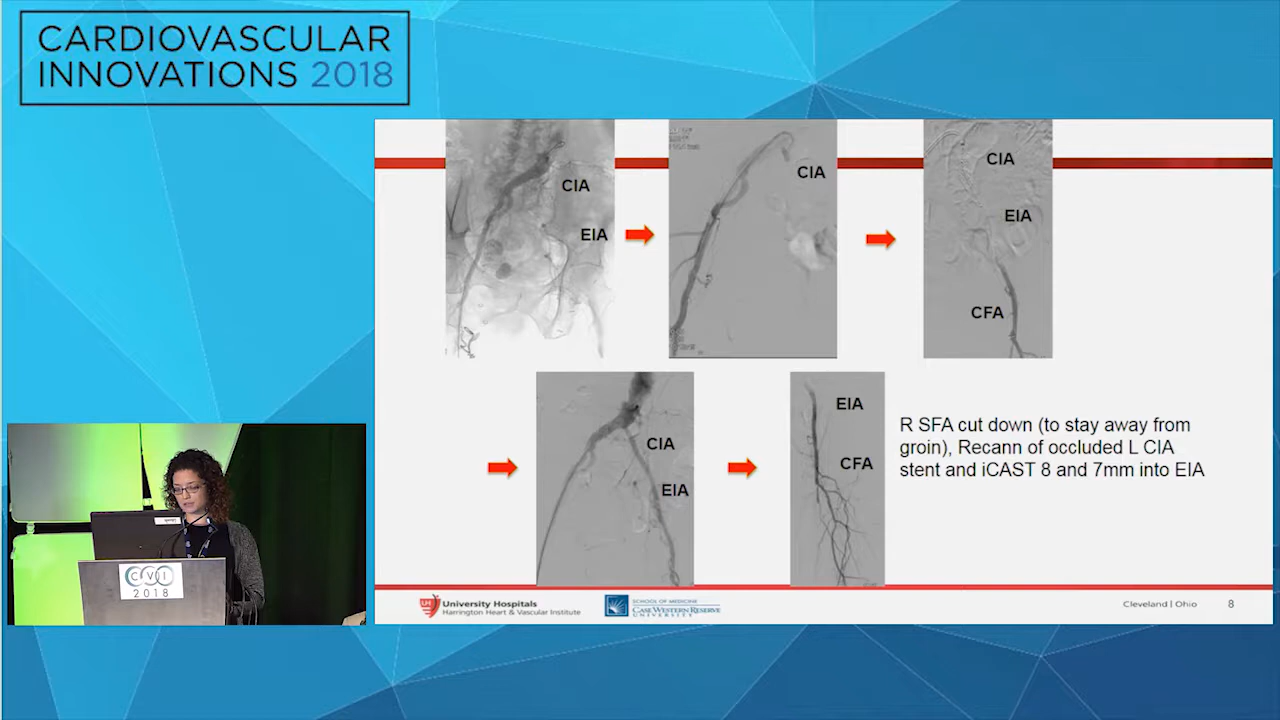 CARDIOVASCULAR
INNOVATIONS 2018
CIA
EIA
CIA
CIA
EIA
CFA
CIA
EIA
EIA
CFA
R SFA cut down (to stay away from
groin), Recann of occluded L CIA
stent and iCAST 8 and 7mm into EIA
CVI
2018
UH
University Hospitals
Harrington Heart & Vascular Institute
SCHOOL OF MEDICINE
CASE WESTERN RESERVE
UNIVERSITY
Cleveland | Ohio
8